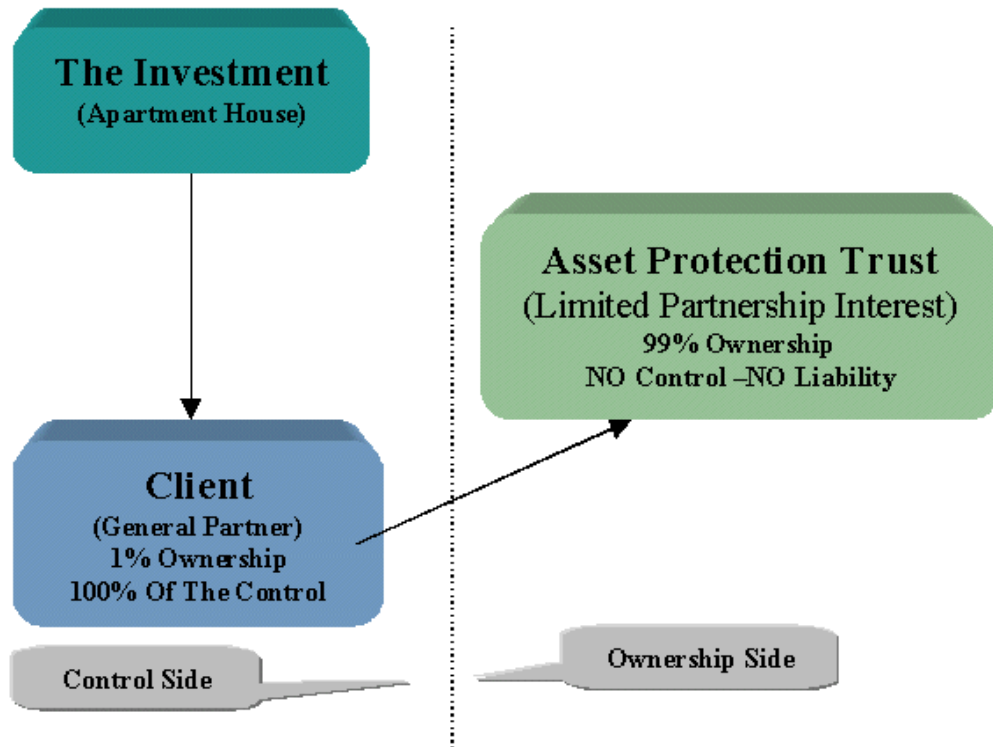 The Investment
(Apartment House)
Asset Protection Trust
(Limited Partnership Interest)
99% Ownership
NO Control –NO Liability
Client
(General Partner)
1% Ownership
100% Of The Control
Control Side
Ownership Side